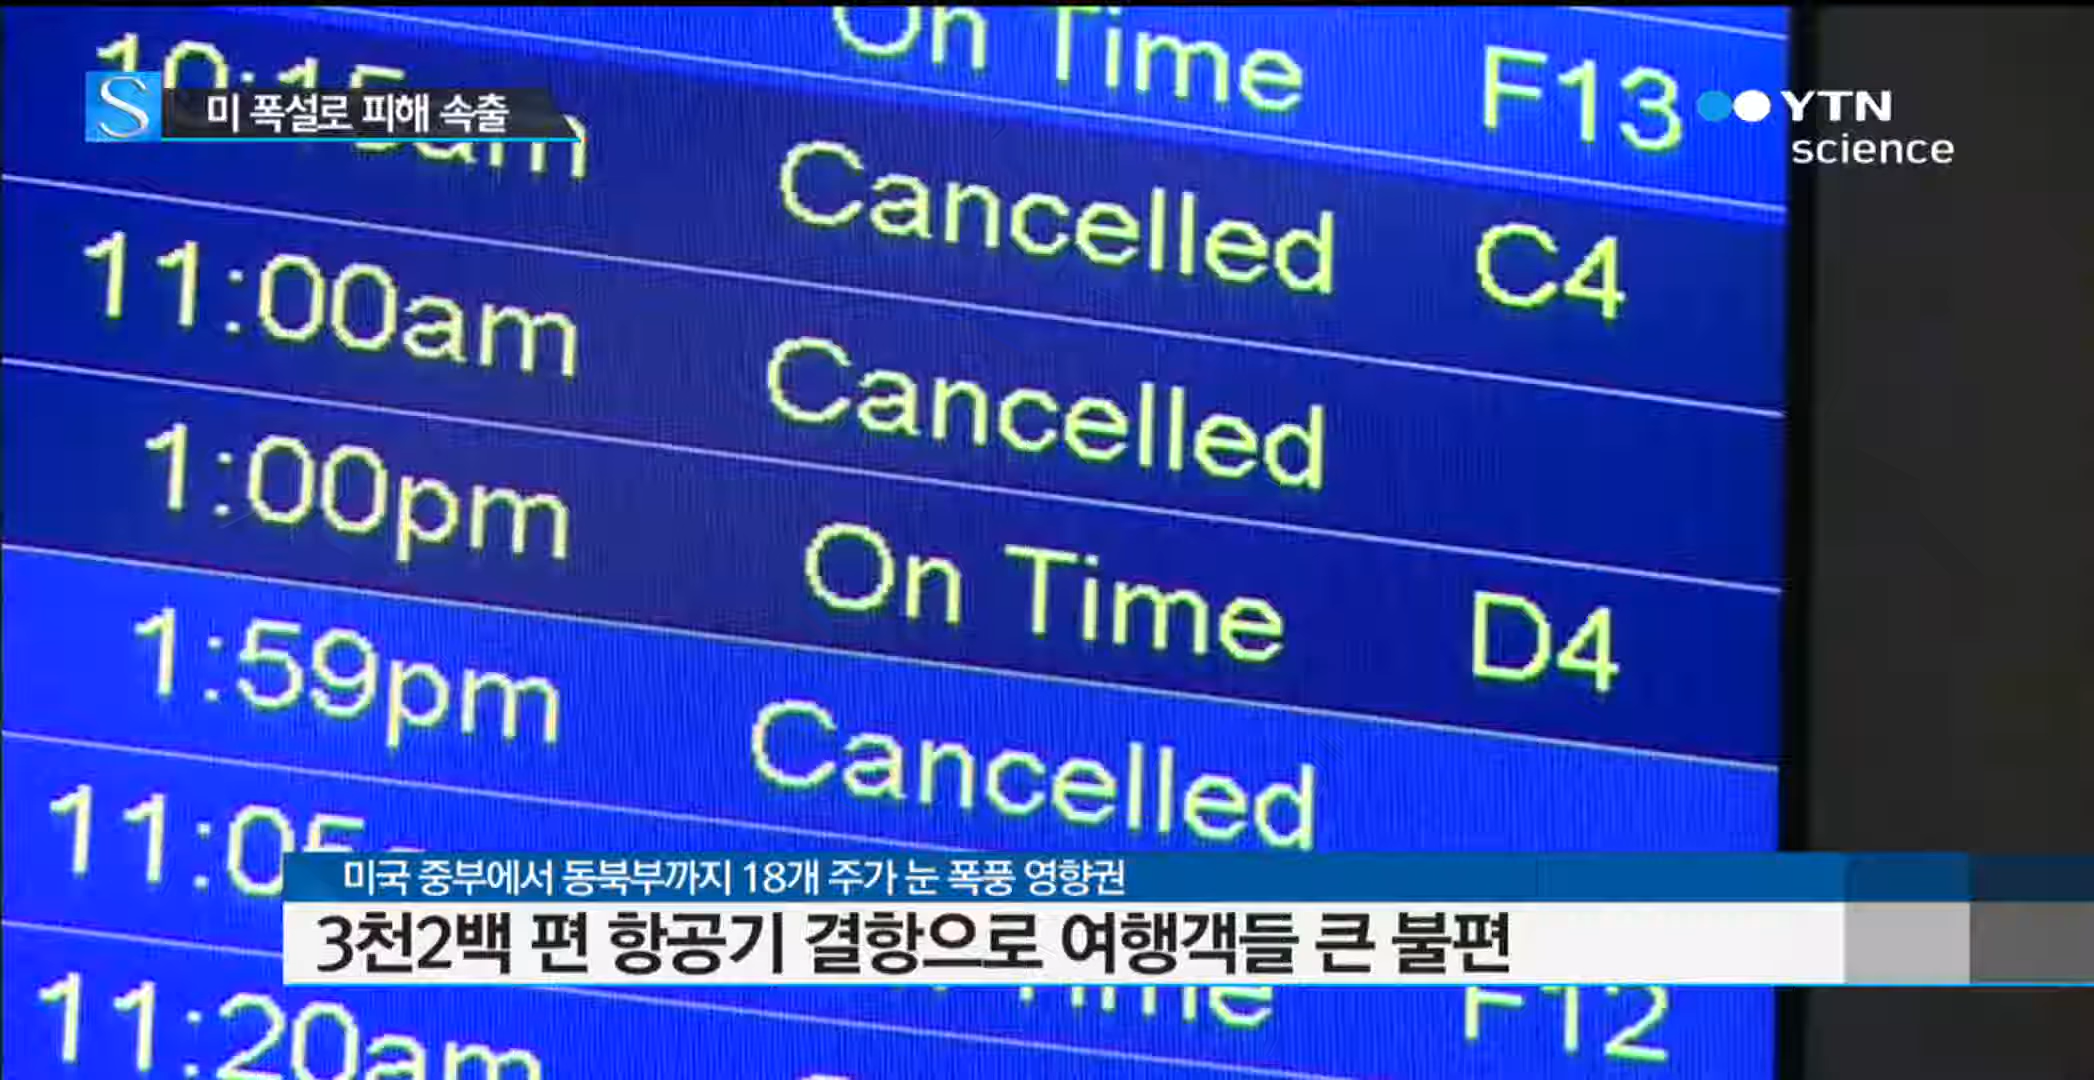 On Time F13
미 폭설로 피해 속출
YTN
science
Cancelled C4
11:00am Cancelled
1:00pm On Time D4
1:59pm Cancelled
미국 중부에서 동북부까지 18개 주가 눈 폭풍 영향권
3천2백 편 항공기 결항으로 여행객들 큰 불편
11:20am F12